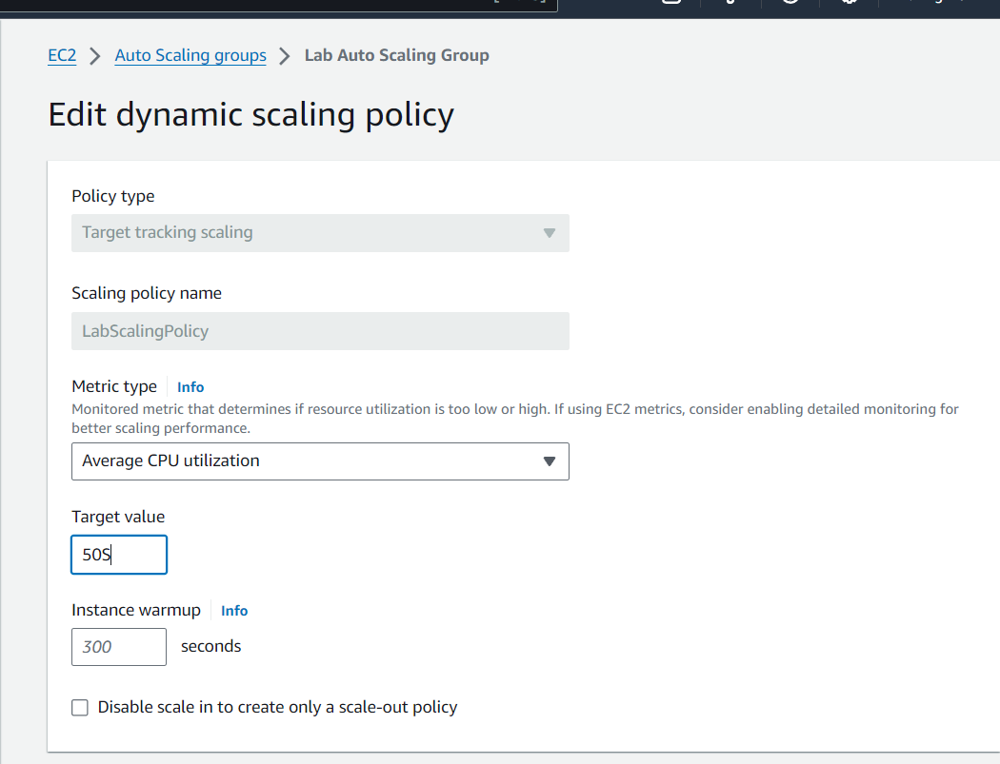 EC2 > Auto Scaling groups > Lab Auto Scaling Group
Edit dynamic scaling policy
Policy type
Target tracking scaling
Scaling policy name
LabScalingPolicy
Metric type Info
Monitored metric that determines if resource utilization is too low or high. If using EC2 metrics, consider enabling detailed monitoring for
better scaling performance.
Average CPU utilization
Target value
50S
Instance warmup Info
300 seconds
Disable scale in to create only a scale-out policy